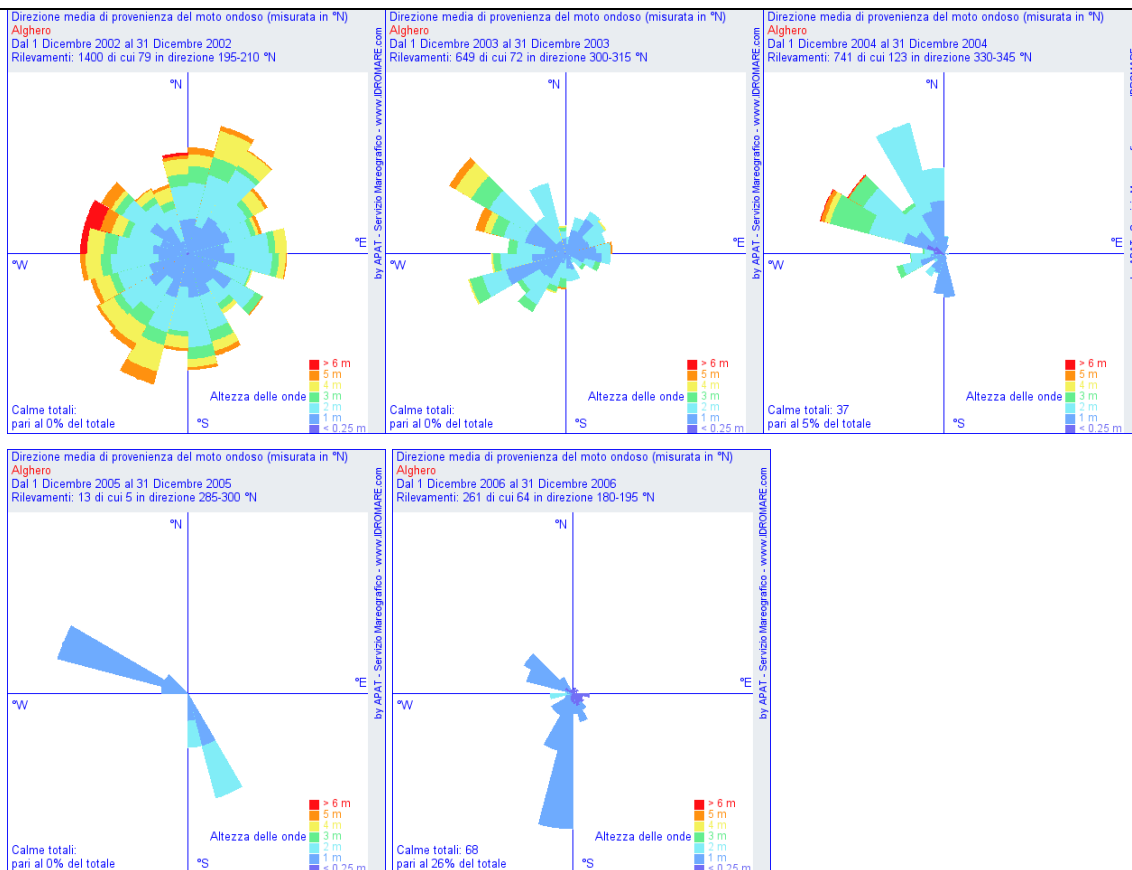 Direzione media di provenienza del moto ondoso (misurata in °N)
Alghero
Dal 1 Dicembre 2002 al 31 Dicembre 2002
Rilevamenti: 1400 di cui 79 in direzione 195-210 °N
°N
°E
°W
°S
> 6 m
5 m
4 m
3 m
2 m
1 m
< 0.25 m
Altezza delle onde
Calme totali:
pari al 0% del totale
by APAT - Servizio Mareografico - www.IDROMARE.com
Direzione media di provenienza del moto ondoso (misurata in °N)
Alghero
Dal 1 Dicembre 2003 al 31 Dicembre 2003
Rilevamenti: 649 di cui 72 in direzione 300-315 °N
°N
°E
°W
°S
> 6 m
5 m
4 m
3 m
2 m
1 m
< 0.25 m
Altezza delle onde
Calme totali:
pari al 0% del totale
by APAT - Servizio Mareografico - www.IDROMARE.com
Direzione media di provenienza del moto ondoso (misurata in °N)
Alghero
Dal 1 Dicembre 2004 al 31 Dicembre 2004
Rilevamenti: 741 di cui 123 in direzione 330-345 °N
°N
°E
°W
°S
> 6 m
5 m
4 m
3 m
2 m
1 m
< 0.25 m
Altezza delle onde
Calme totali: 37
pari al 5% del totale
Direzione media di provenienza del moto ondoso (misurata in °N)
Alghero
Dal 1 Dicembre 2005 al 31 Dicembre 2005
Rilevamenti: 13 di cui 5 in direzione 285-300 °N
°N
°E
°W
°S
> 6 m
5 m
4 m
3 m
2 m
1 m
< 0.25 m
Altezza delle onde
Calme totali:
pari al 0% del totale
by APAT - Servizio Mareografico - www.IDROMARE.com
Direzione media di provenienza del moto ondoso (misurata in °N)
Alghero
Dal 1 Dicembre 2006 al 31 Dicembre 2006
Rilevamenti: 261 di cui 64 in direzione 180-195 °N
°N
°E
°W
°S
> 6 m
5 m
4 m
3 m
2 m
1 m
< 0.25 m
Altezza delle onde
Calme totali: 68
pari al 26% del totale
by APAT - Servizio Mareografico - www.IDROMARE.com